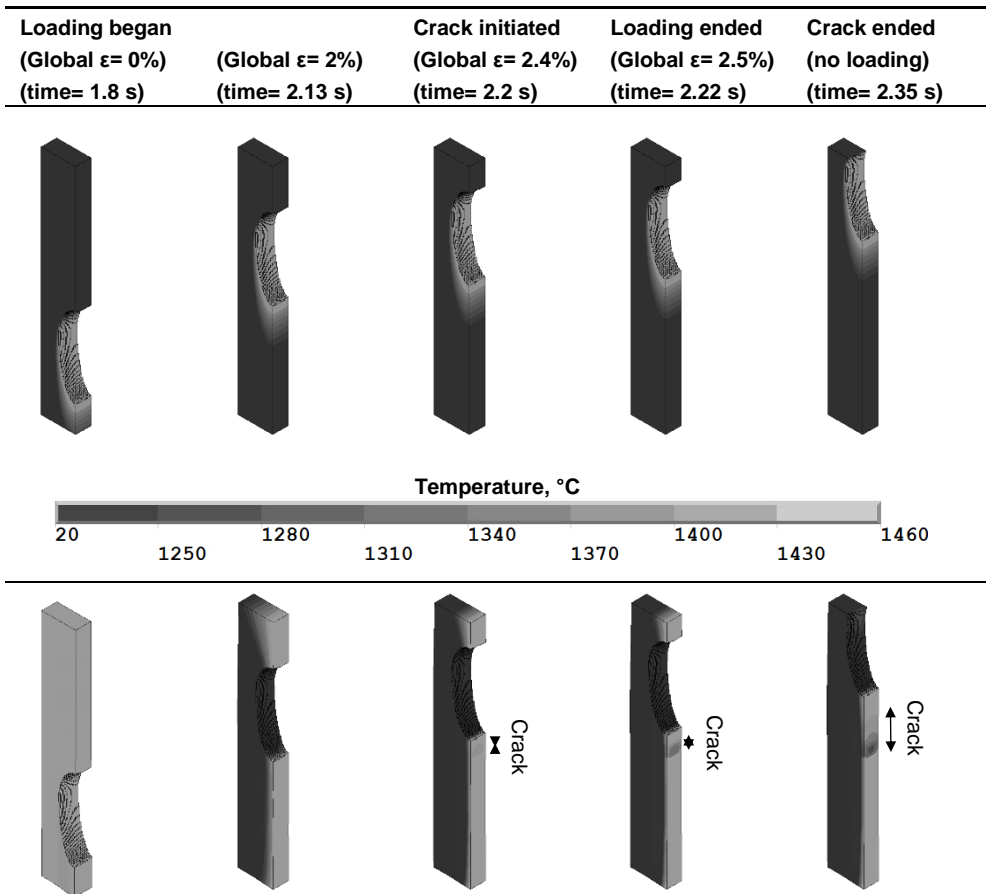 Loading began
(Global ε= 0%)
(time= 1.8 s)
(Global ε= 2%)
(time= 2.13 s)
Crack initiated
(Global ε= 2.4%)
(time= 2.2 s)
Loading ended
(Global ε= 2.5%)
(time= 2.22 s)
Crack ended
(no loading)
(time= 2.35 s)
Temperature, °C
20 1280 1340 1400 1460
1250 1310 1370 1430
Crack
Crack
Crack